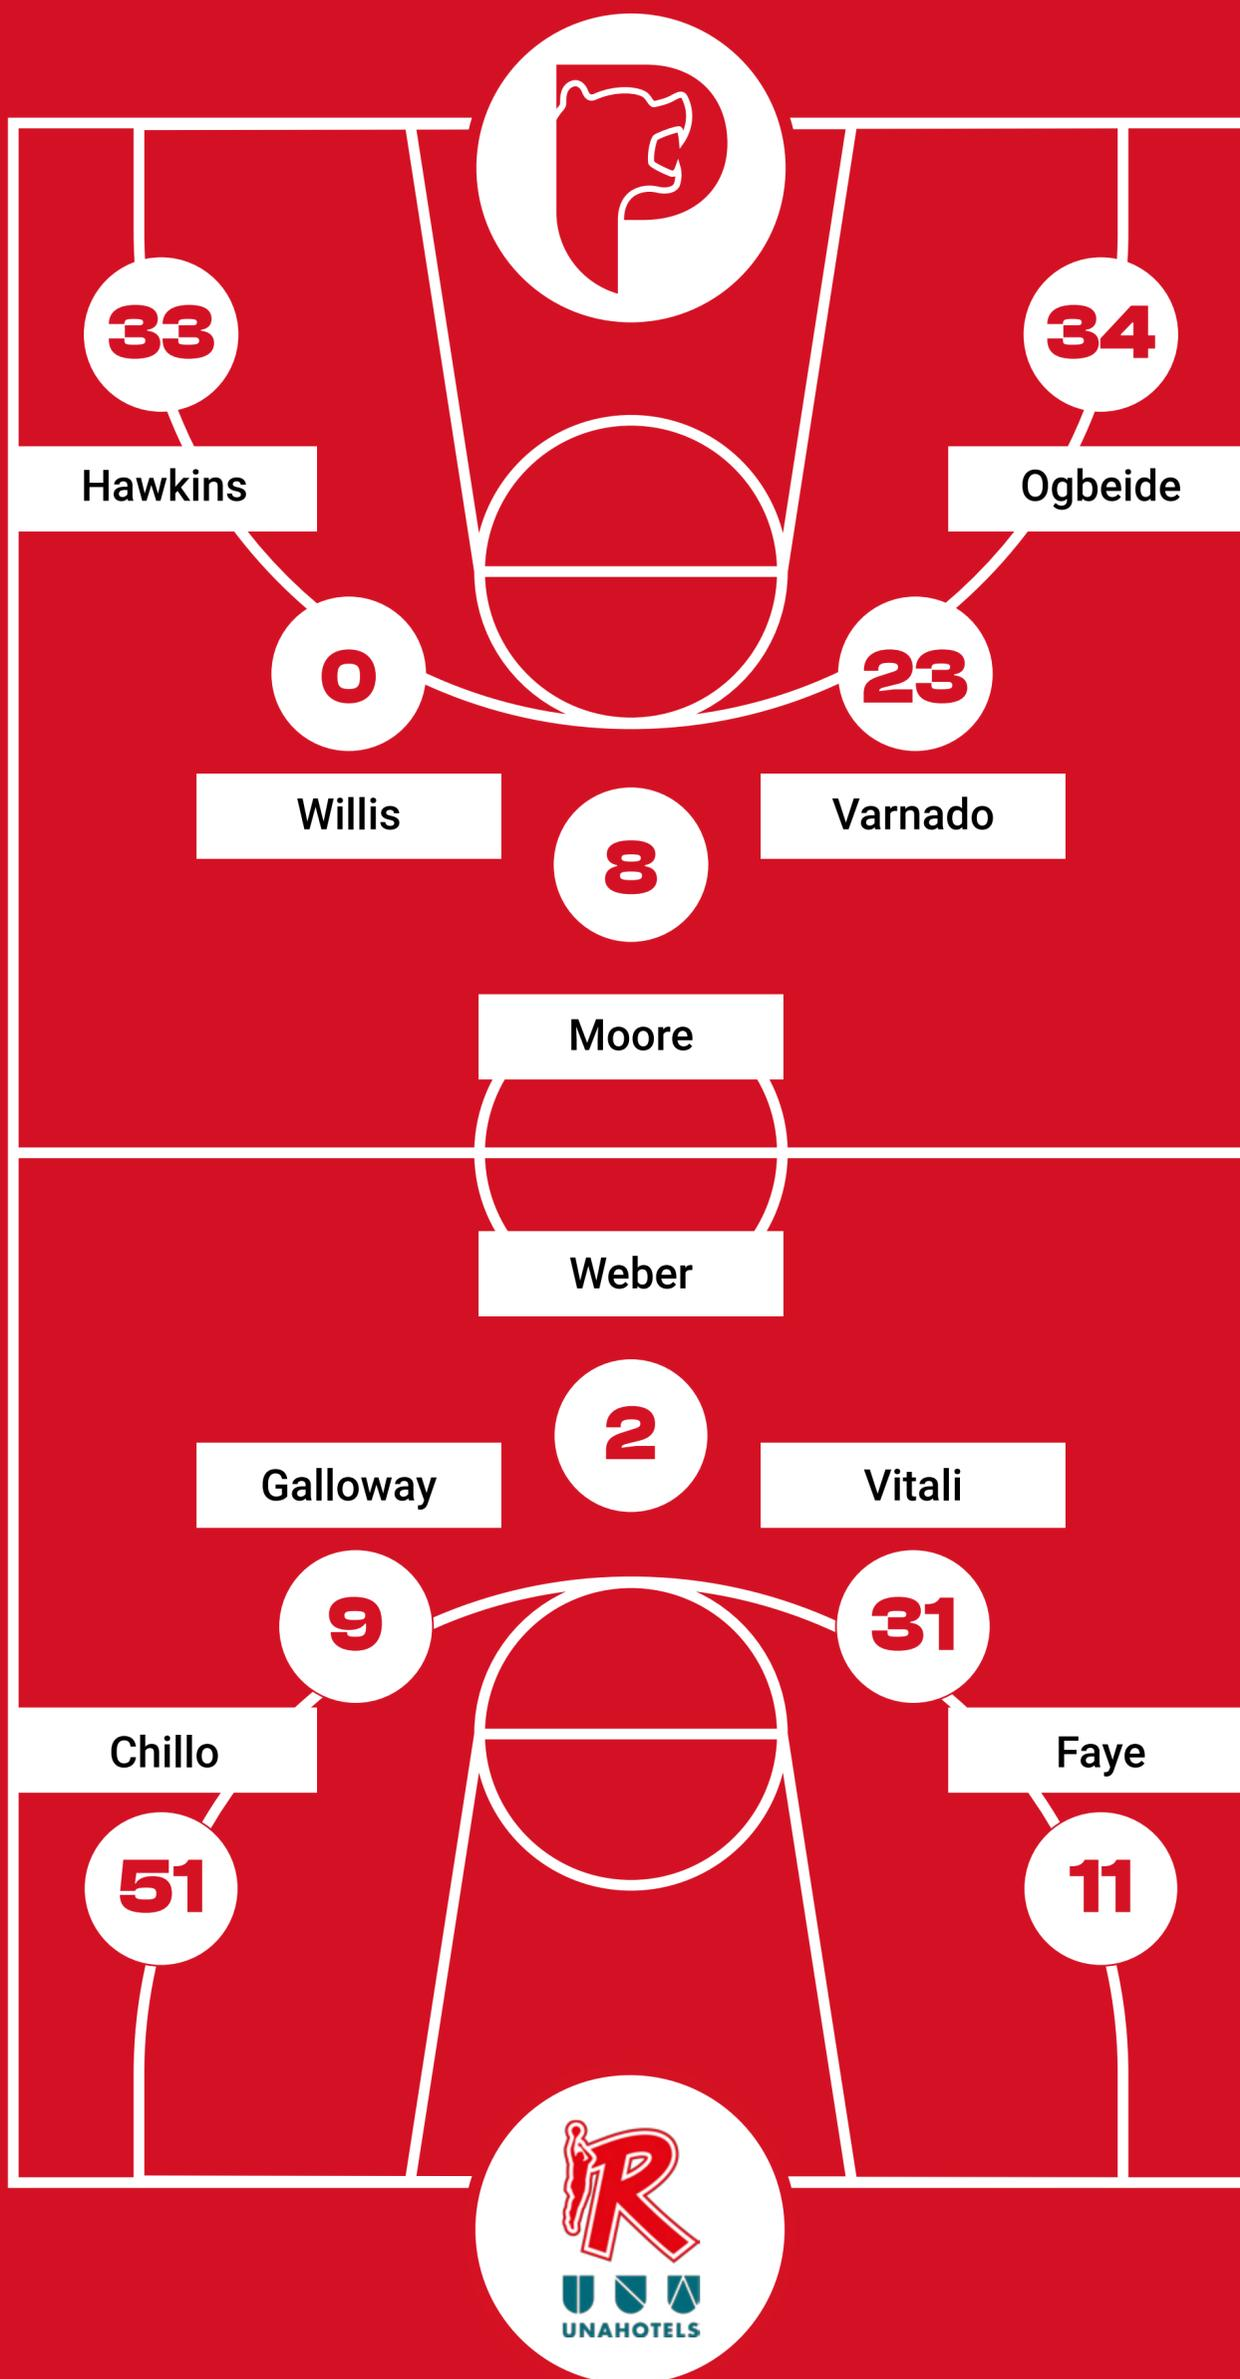 33
34
Hawkins
Ogbeide
0
23
Willis
Varnado
8
Moore
Weber
2
Galloway
Vitali
9
31
Chillo
Faye
51
11
R
UNA
UNAHOTELS